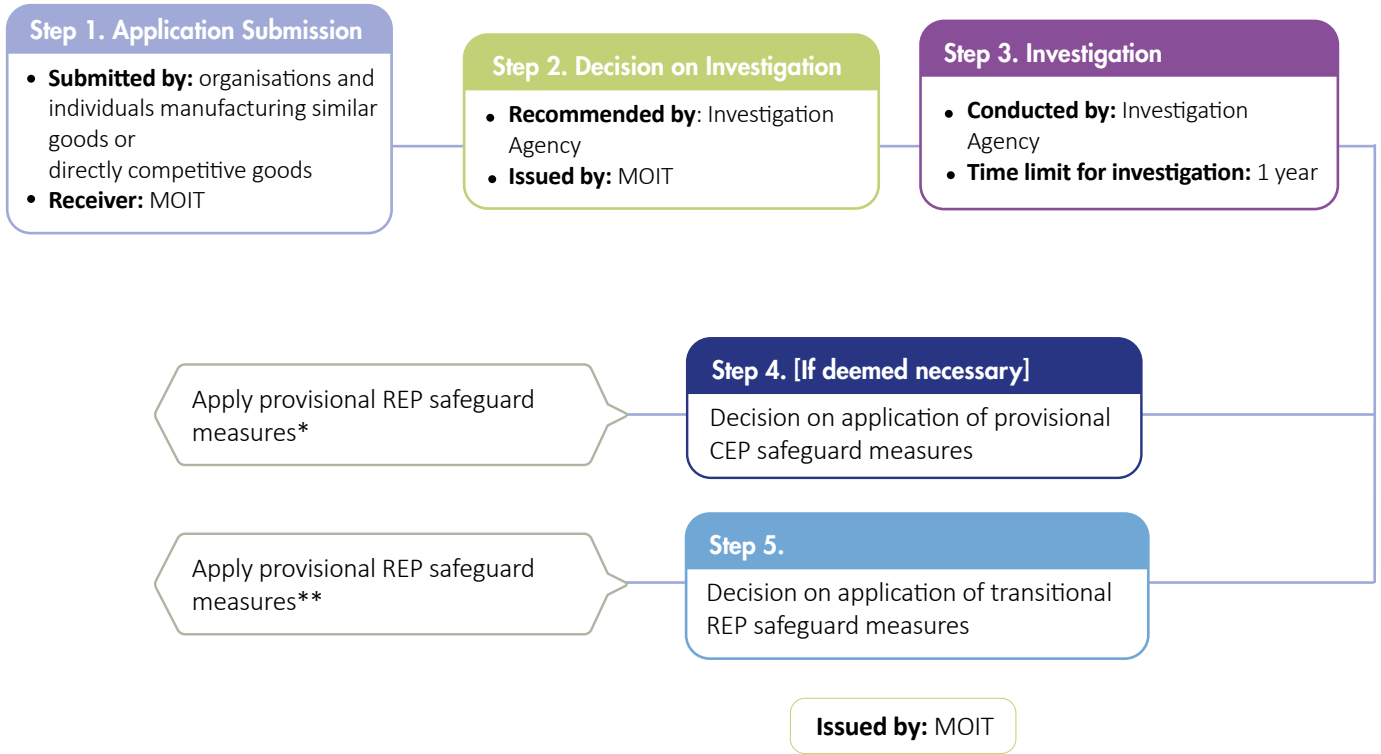 Step 1. Application Submission
• Submitted by: organisations and
individuals manufacturing similar
goods or
directly competitive goods
• Receiver: MOIT
Step 2. Decision on Investigation
• Recommended by: Investigation
Agency
• Issued by: MOIT
Step 3. Investigation
• Conducted by: Investigation
Agency
• Time limit for investigation: 1 year
Apply provisional REP safeguard
measures*
Step 4. [If deemed necessary]
Decision on application of provisional
CEP safeguard measures
Apply provisional REP safeguard
measures**
Step 5.
Decision on application of transitional
REP safeguard measures
Issued by: MOIT